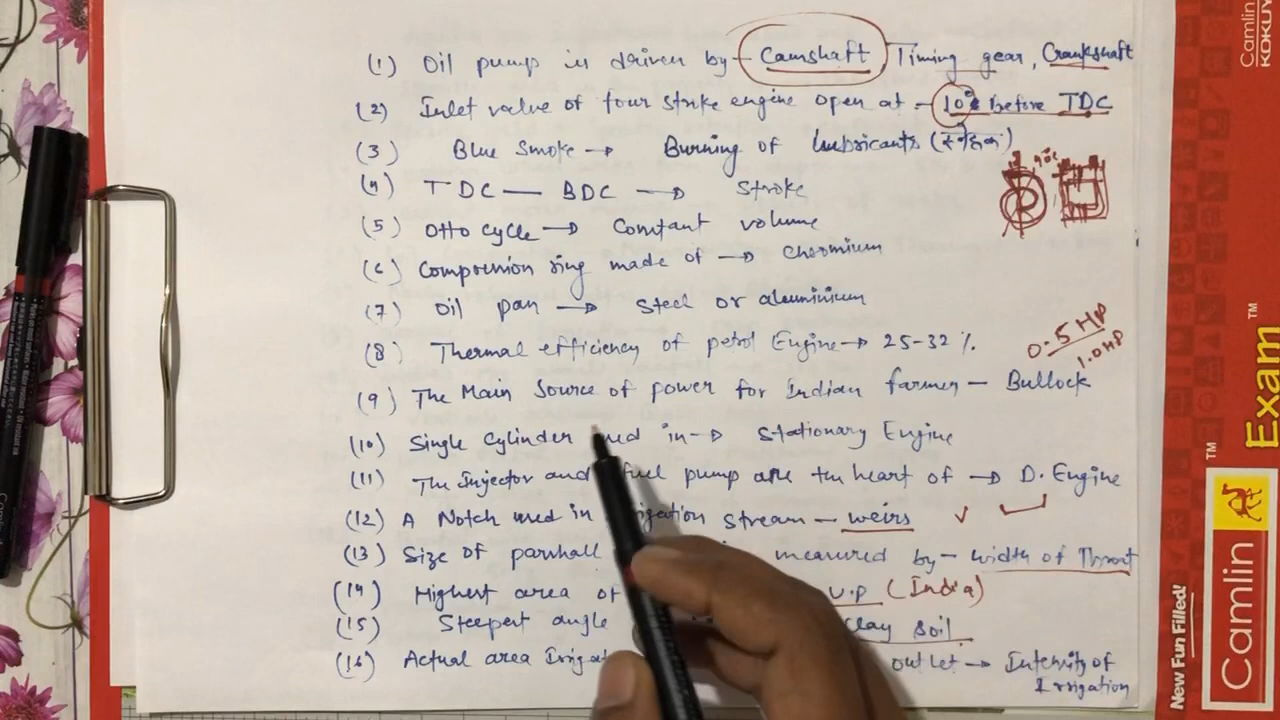 (1) Oil pump is driven by - Camshaft, Timing gear, Crankshaft
(2) Inlet valve of four stroke engine open at - 10° before TDC
(3) Blue Smoke → Burning of lubricants (स्नेहक)
(4) TDC — BDC → Stroke
(5) Otto cycle → Constant volume
(6) Compression ring made of → chromium
(7) Oil pan → Steel or aluminium
(8) Thermal efficiency of petrol Engine → 25-32 %.
0.5 HP
1.0 HP
(9) The Main Source of power for Indian farmer - Bullock
(10) Single Cylinder used in → Stationary Engine
(11) The Injector and fuel pump are the heart of → D. Engine
(12) A Notch used in irrigation stream - weirs ✓
(13) Size of parshall measured by - width of Throat
(14) Highest area of U.P (India)
(15) Steepest angle clay soil
(16) Actual area outlet → Intensity of Irrigation
Camlin
KOKUYO
Exam
TM
TM
Camlin
New Fun Filled!